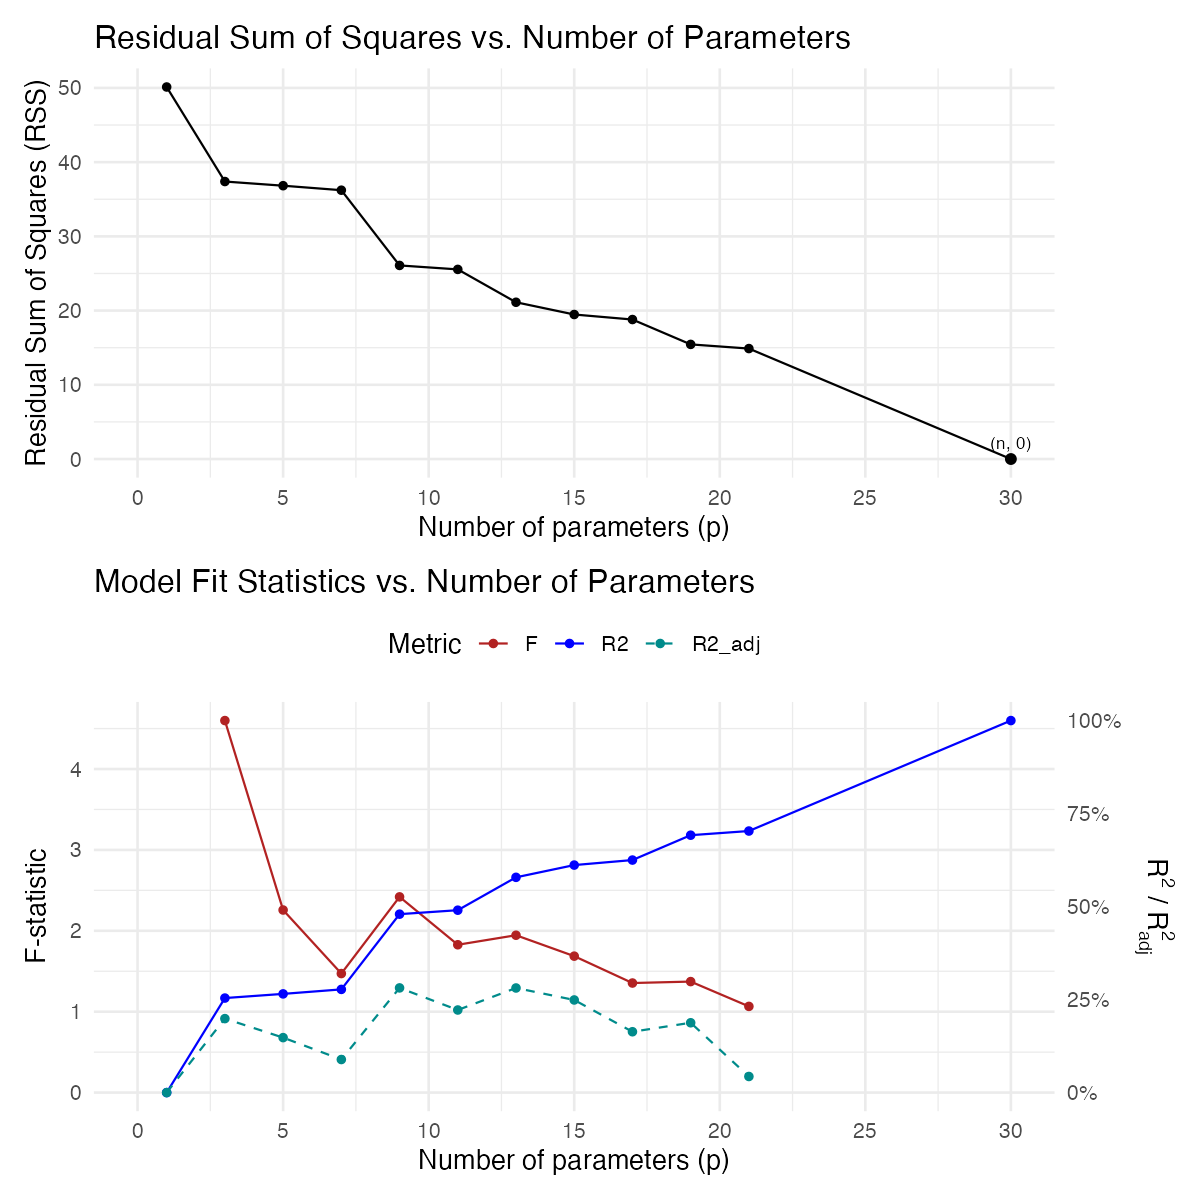 Residual Sum of Squares vs. Number of Parameters
Residual Sum of Squares (RSS)
50
40
30
20
10
0
(n, 0)
0 5 10 15 20 25 30
Number of parameters (p)
Model Fit Statistics vs. Number of Parameters
Metric F R2 R2_adj
F-statistic
4
3
2
1
0
100%
75%
50%
25%
0%
R² / R²adj
0 5 10 15 20 25 30
Number of parameters (p)